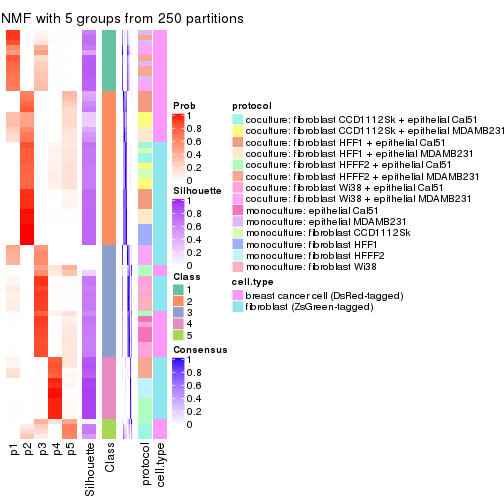 NMF with 5 groups from 250 partitions
Prob
1
0.8
0.6
0.4
0.2
0
Silhouette
1
0.8
0.6
0.4
0.2
0
Class
1
2
3
4
5
Consensus
1
0.8
0.6
0.4
0.2
0
protocol
coculture: fibroblast CCD1112Sk + epithelial Cal51
coculture: fibroblast CCD1112Sk + epithelial MDAMB231
coculture: fibroblast HFF1 + epithelial Cal51
coculture: fibroblast HFF1 + epithelial MDAMB231
coculture: fibroblast HFFF2 + epithelial Cal51
coculture: fibroblast HFFF2 + epithelial MDAMB231
coculture: fibroblast Wi38 + epithelial Cal51
coculture: fibroblast Wi38 + epithelial MDAMB231
monoculture: epithelial Cal51
monoculture: epithelial MDAMB231
monoculture: fibroblast CCD1112Sk
monoculture: fibroblast HFF1
monoculture: fibroblast HFFF2
monoculture: fibroblast Wi38
cell.type
breast cancer cell (DsRed-tagged)
fibroblast (ZsGreen-tagged)
p1
p2
p3
p4
p5
Silhouette
Class
protocol
cell.type